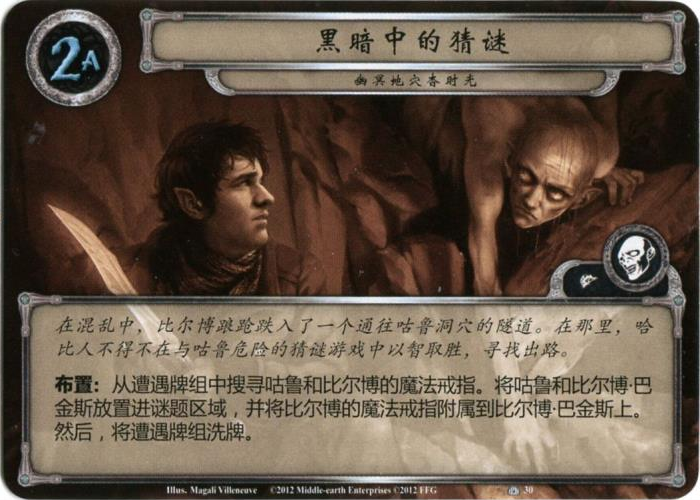 2A
黑暗中的猜谜
幽冥地穴杳时光
在混乱中，比尔博踉跄跌入了一个通往咕鲁洞穴的隧道。在那里，哈
比人不得不在与咕鲁危险的猜谜游戏中以智取胜，寻找出路。
布置：从遭遇牌组中搜寻咕鲁和比尔博的魔法戒指。将咕鲁和比尔博·巴
金斯放置进谜题区域，并将比尔博的魔法戒指附属到比尔博·巴金斯上。
然后，将遭遇牌组洗牌。
Illus. Magali Villeneuve ©2012 Middle-earth Enterprises ©2012 FFG 30